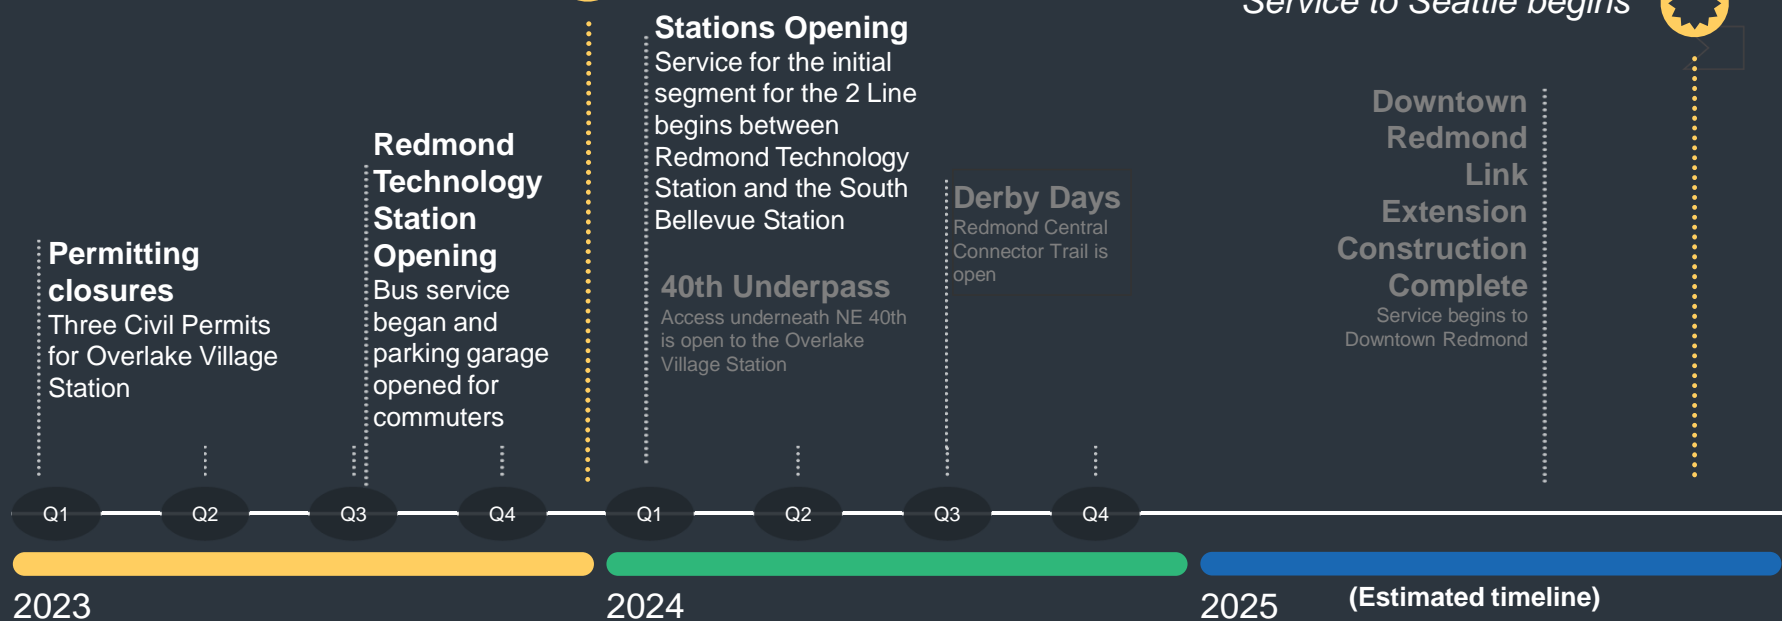 Service to Seattle begins
Permitting
closures
Three Civil Permits
for Overlake Village
Station
Redmond
Technology
Station
Opening
Bus service
began and
parking garage
opened for
commuters
Stations Opening
Service for the initial
segment for the 2 Line
begins between
Redmond Technology
Station and the South
Bellevue Station
40th Underpass
Access underneath NE 40th
is open to the Overlake
Village Station
Derby Days
Redmond Central
Connector Trail is
open
Downtown
Redmond
Link
Extension
Construction
Complete
Service begins to
Downtown Redmond
Q1
Q2
Q3
Q4
Q1
Q2
Q3
Q4
2023
2024
2025
(Estimated timeline)